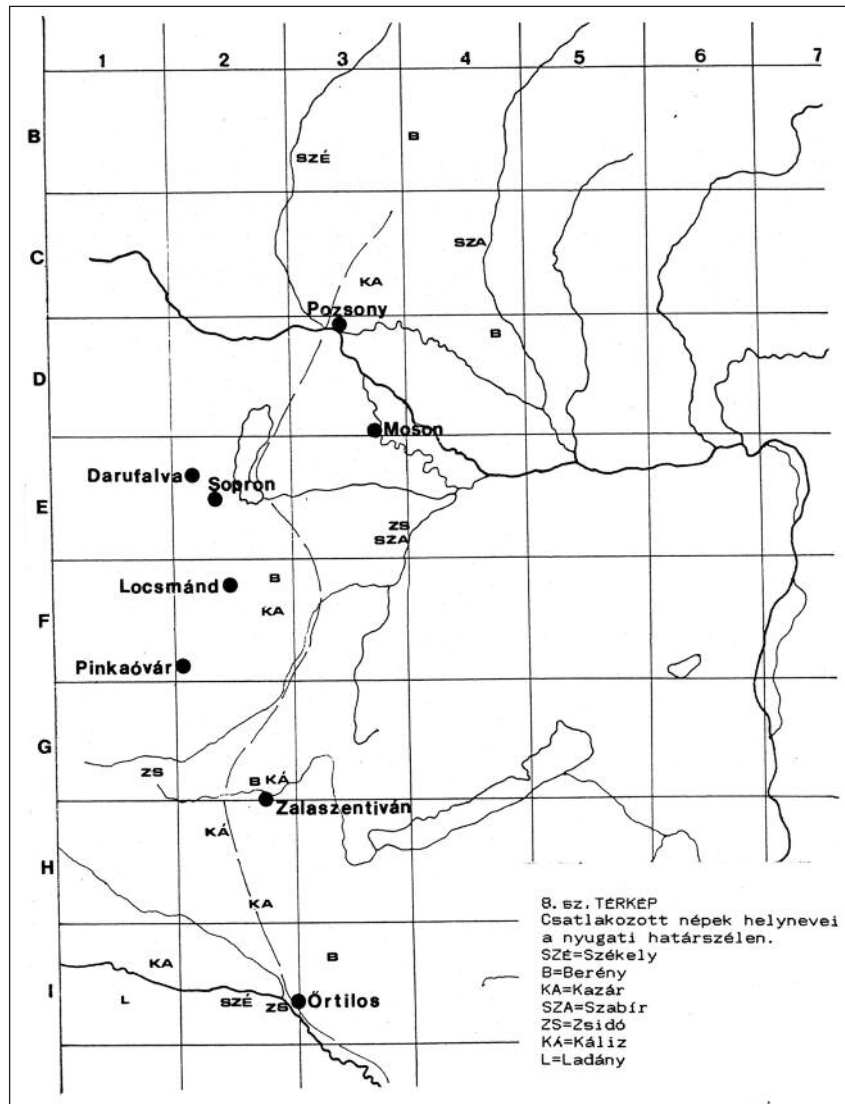 1 2 3 4 5 6 7
B
B
SZÉ
C
SZA
KA
Pozsony
B
D
Moson
Darufalva
Sopron
E
ZS
SZA
B
Locsmánd
KA
F
Pinkaóvár
G
ZS
B KÁ
Zalaszentiván
KÁ
H
KA
8. sz. TÉRKÉP
Csatlakozott népek helynevei
a nyugati határszélen.
SZÉ=Székely
B=Berény
KA=Kazár
SZA=Szabír
ZS=Zsidó
KÁ=Káliz
L=Ladány
B
KA
I
L
SZÉ
ZS
Őrtilos